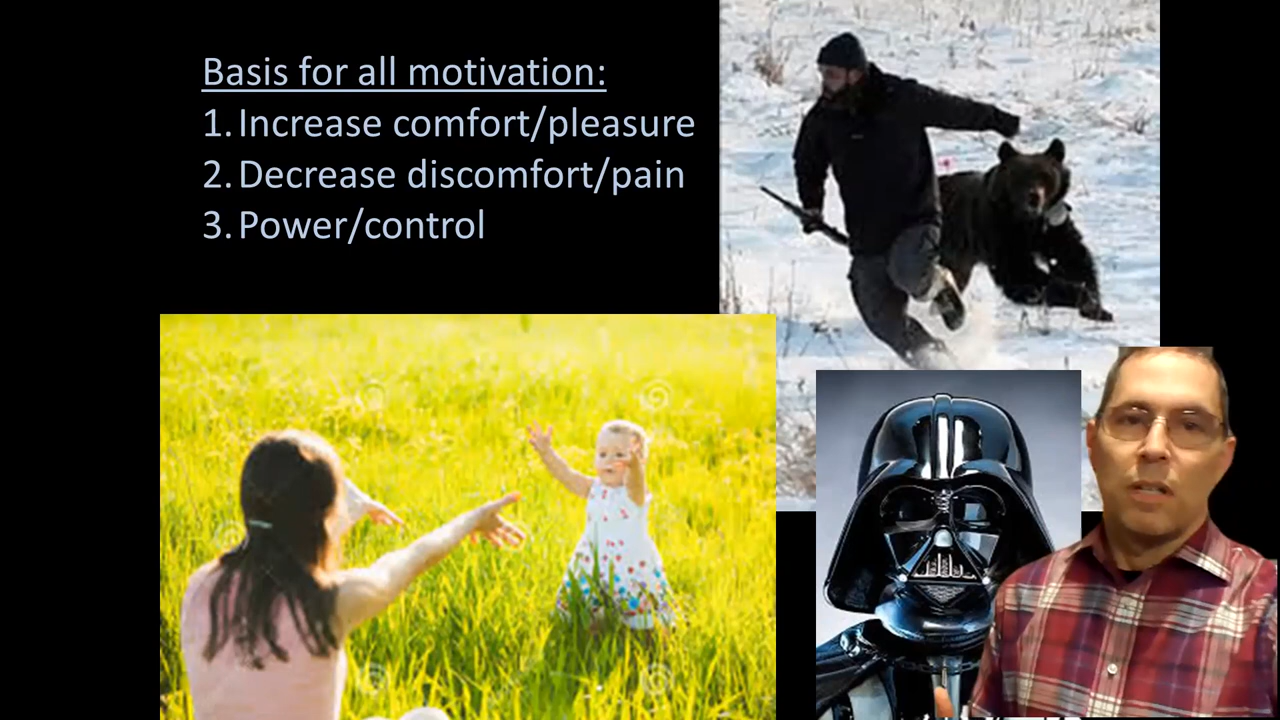 Basis for all motivation:
1. Increase comfort/pleasure
2. Decrease discomfort/pain
3. Power/control